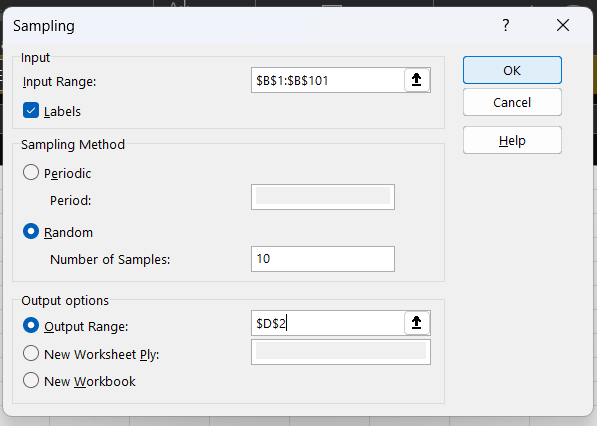 Sampling
?
Input
Input Range:
$B$1:$B$101
Labels
OK
Cancel
Help
Sampling Method
Periodic
Period:
Random
Number of Samples:
10
Output options
Output Range:
$D$2
New Worksheet Ply:
New Workbook